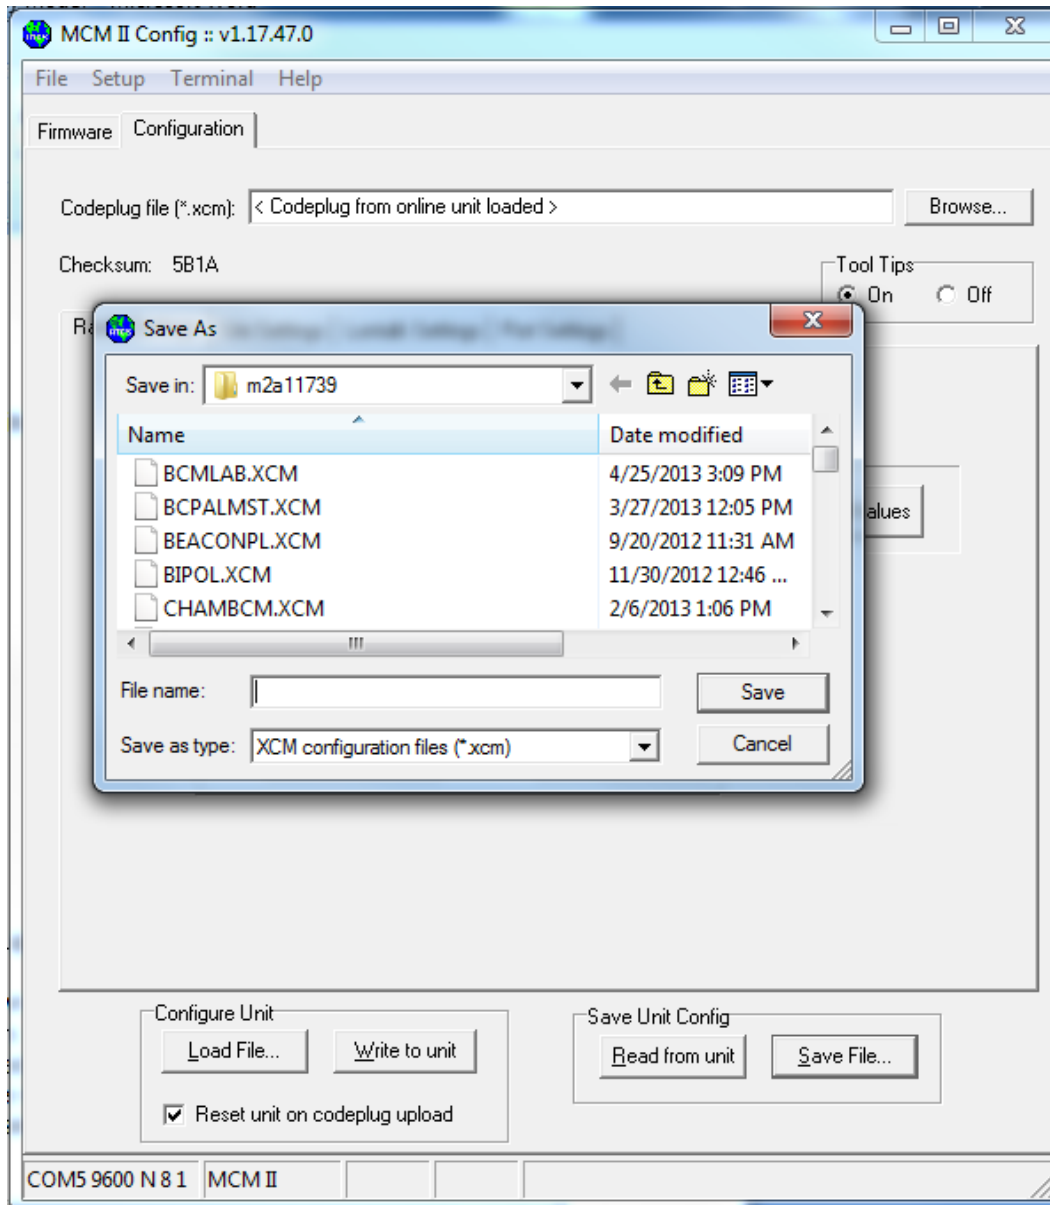 MCM II Config :: v1.17.47.0
File Setup Terminal Help
Firmware Configuration
Codeplug file (*.xcm): < Codeplug from online unit loaded > Browse...
Checksum: 5B1A
Tool Tips
On Off
Save As
Save in: m2a11739
Name Date modified
BCMLAB.XCM 4/25/2013 3:09 PM
BCPALMST.XCM 3/27/2013 12:05 PM
BEACONPL.XCM 9/20/2012 11:31 AM
BIPOL.XCM 11/30/2012 12:46 ...
CHAMBCM.XCM 2/6/2013 1:06 PM
File name: Save
Save as type: XCM configuration files (*.xcm) Cancel
Configure Unit Save Unit Config
Load File... Write to unit Read from unit Save File...
Reset unit on codeplug upload
COM5 9600 N 8 1 MCM II